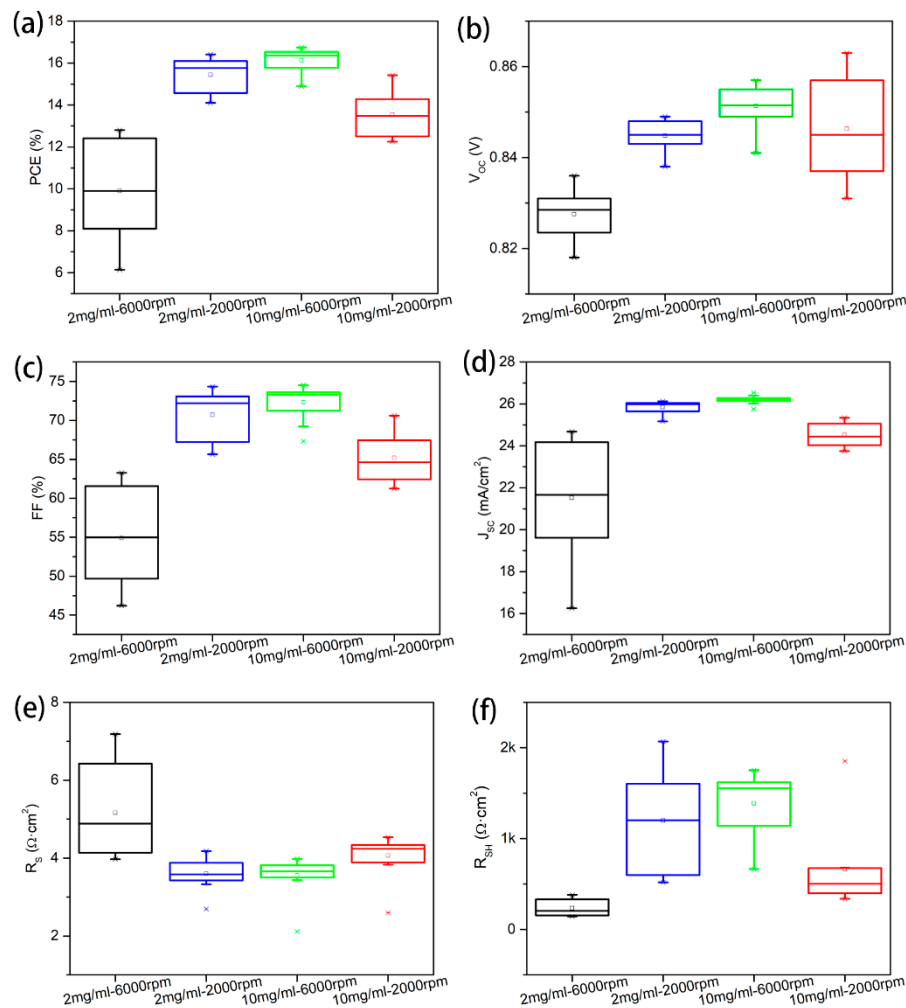 (a)
PCE (%)
18
16
14
12
10
8
6
2mg/ml-6000rpm
2mg/ml-2000rpm
10mg/ml-6000rpm
10mg/ml-2000rpm
(b)
V_OC (V)
0.86
0.84
0.82
2mg/ml-6000rpm
2mg/ml-2000rpm
10mg/ml-6000rpm
10mg/ml-2000rpm
(c)
FF (%)
75
70
65
60
55
50
45
2mg/ml-6000rpm
2mg/ml-2000rpm
10mg/ml-6000rpm
10mg/ml-2000rpm
(d)
J_SC (mA/cm²)
28
26
24
22
20
18
16
2mg/ml-6000rpm
2mg/ml-2000rpm
10mg/ml-6000rpm
10mg/ml-2000rpm
(e)
R_S (Ω·cm²)
8
6
4
2
2mg/ml-6000rpm
2mg/ml-2000rpm
10mg/ml-6000rpm
10mg/ml-2000rpm
(f)
R_SH (Ω·cm²)
2k
1k
0
2mg/ml-6000rpm
2mg/ml-2000rpm
10mg/ml-6000rpm
10mg/ml-2000rpm